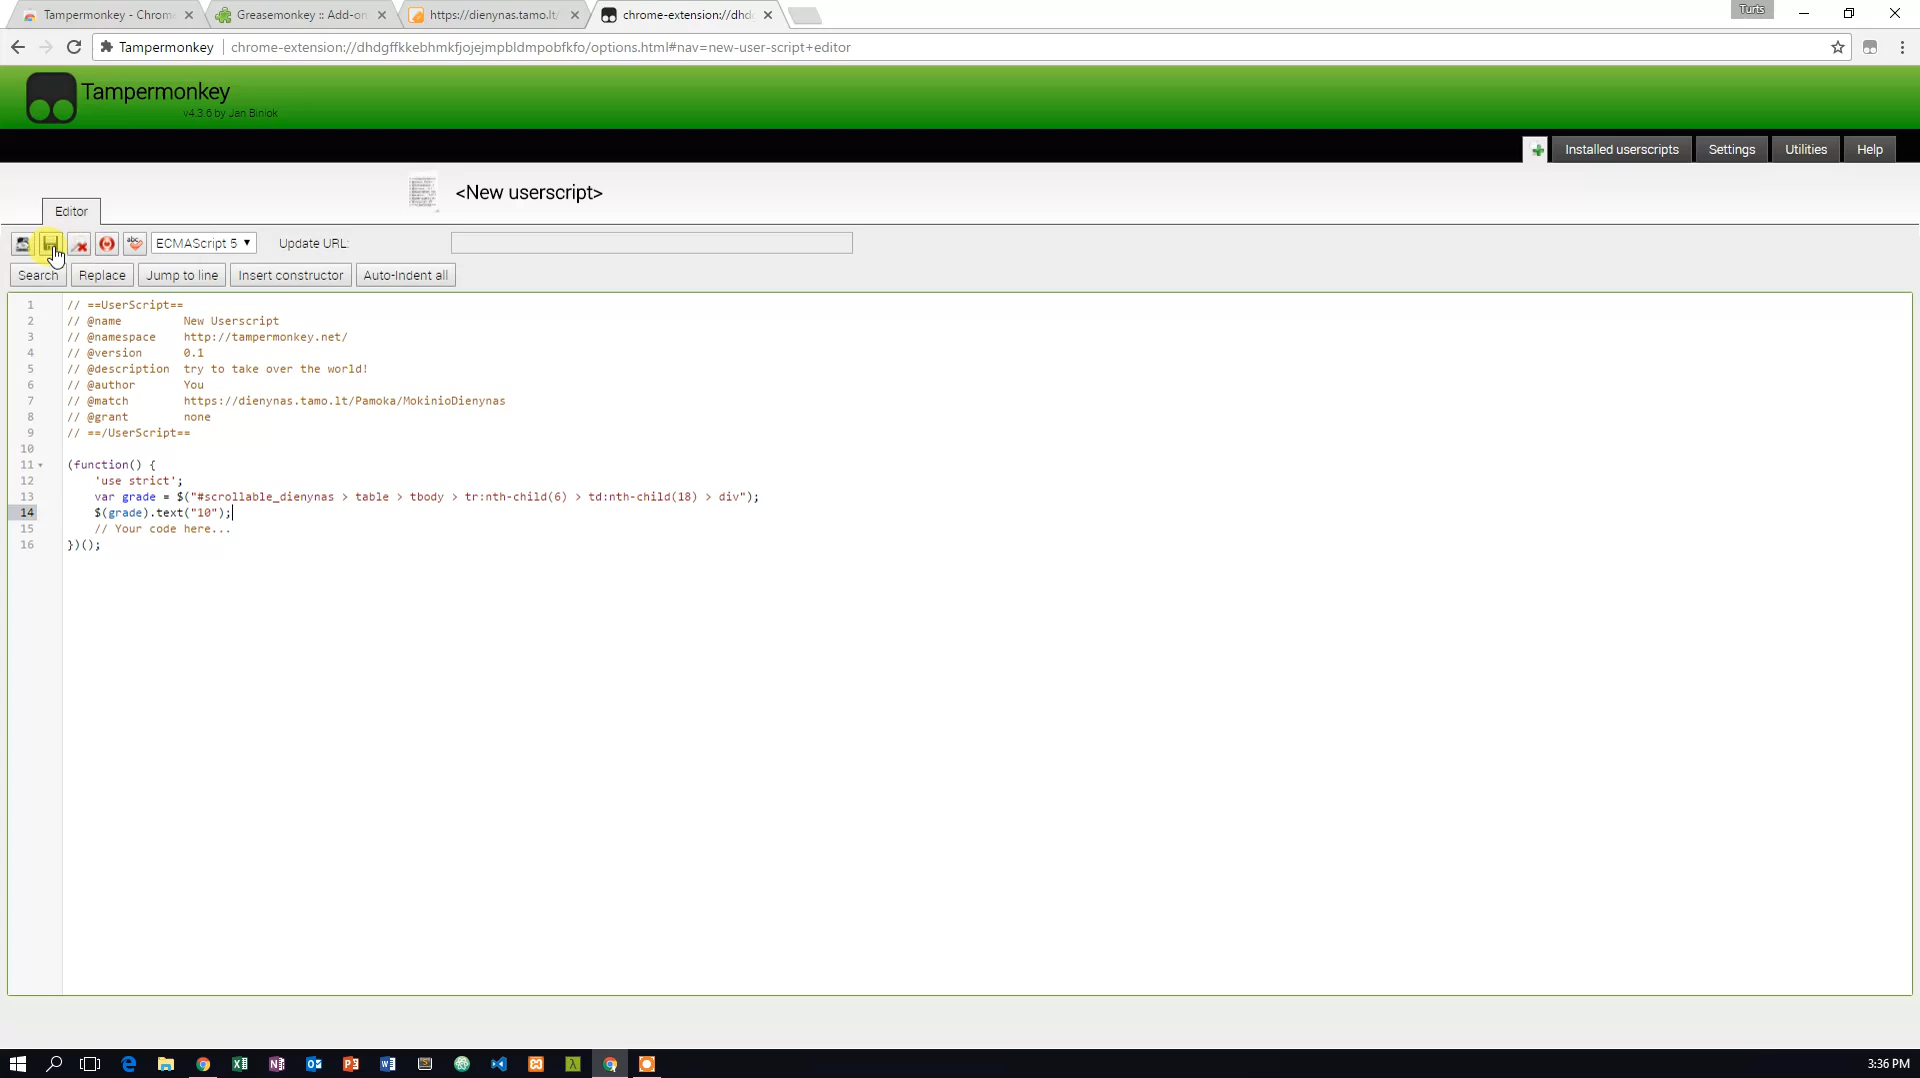 Tampermonkey - Chrome
Greasemonkey :: Add-on
https://dienynas.tamo.lt/
chrome-extension://dhdg
Turts
Tampermonkey
chrome-extension://dhdgffkkebhmkfjojejmpbldmpobfkfo/options.html#nav=new-user-script+editor
Tampermonkey
v4.3.6 by Jan Biniok
Installed userscripts
Settings
Utilities
Help
<New userscript>
Editor
abc
ECMAScript 5
Update URL:
Search
Replace
Jump to line
Insert constructor
Auto-Indent all
1 // ==UserScript==
2 // @name         New Userscript
3 // @namespace    http://tampermonkey.net/
4 // @version      0.1
5 // @description  try to take over the world!
6 // @author       You
7 // @match        https://dienynas.tamo.lt/Pamoka/MokinioDienynas
8 // @grant        none
9 // ==/UserScript==
10
11 (function() {
12     'use strict';
13     var grade = $("#scrollable_dienynas > table > tbody > tr:nth-child(6) > td:nth-child(18) > div");
14     $(grade).text("10");
15     // Your code here...
16 })();
3:36 PM